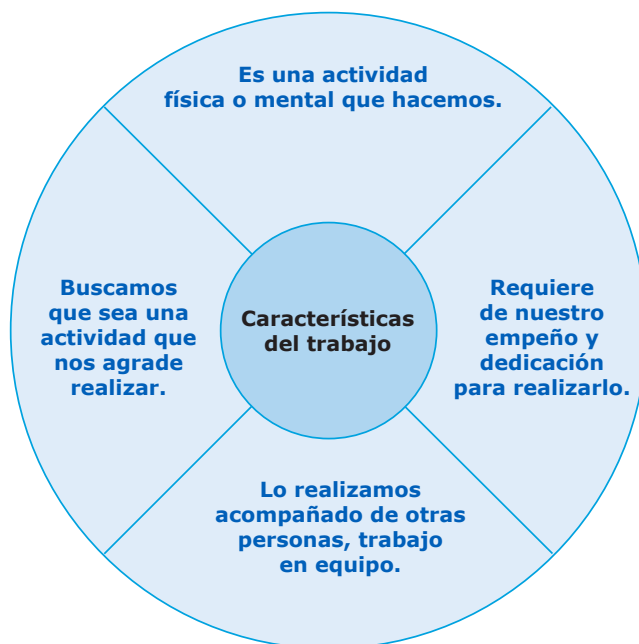 Es una actividad
física o mental que hacemos.
Buscamos
que sea una
actividad que
nos agrade
realizar.
Características
del trabajo
Requiere
de nuestro
empeño y
dedicación
para realizarlo.
Lo realizamos
acompañado de otras
personas, trabajo
en equipo.